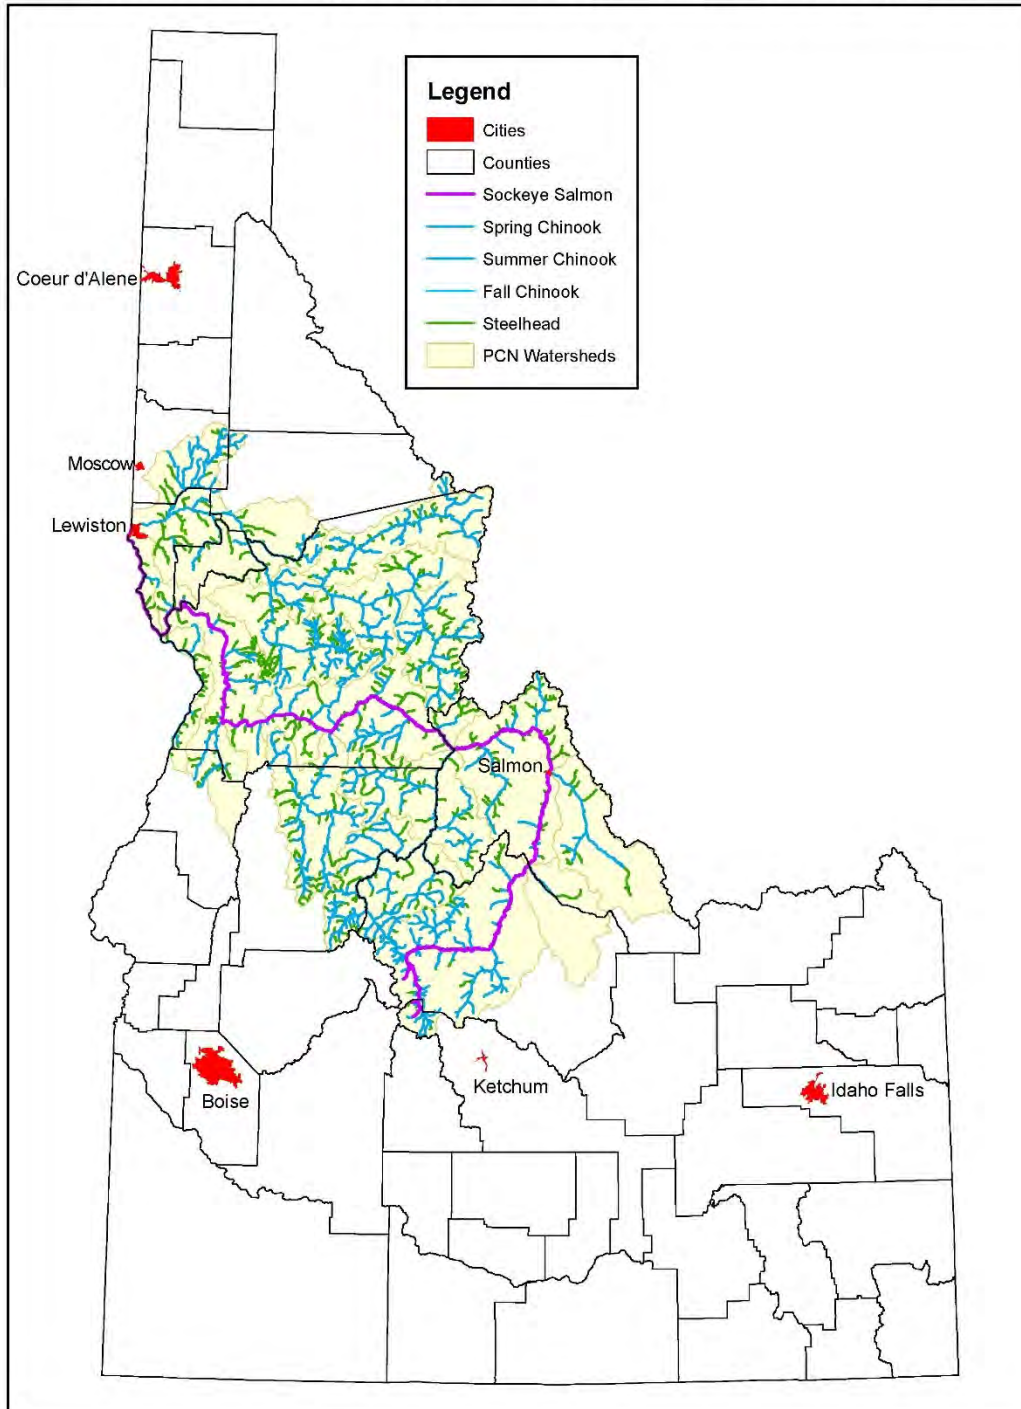 Legend
Cities
Counties
Sockeye Salmon
Spring Chinook
Summer Chinook
Fall Chinook
Steelhead
PCN Watersheds
Coeur d'Alene
Moscow
Lewiston
Salmon
Boise
Ketchum
Idaho Falls